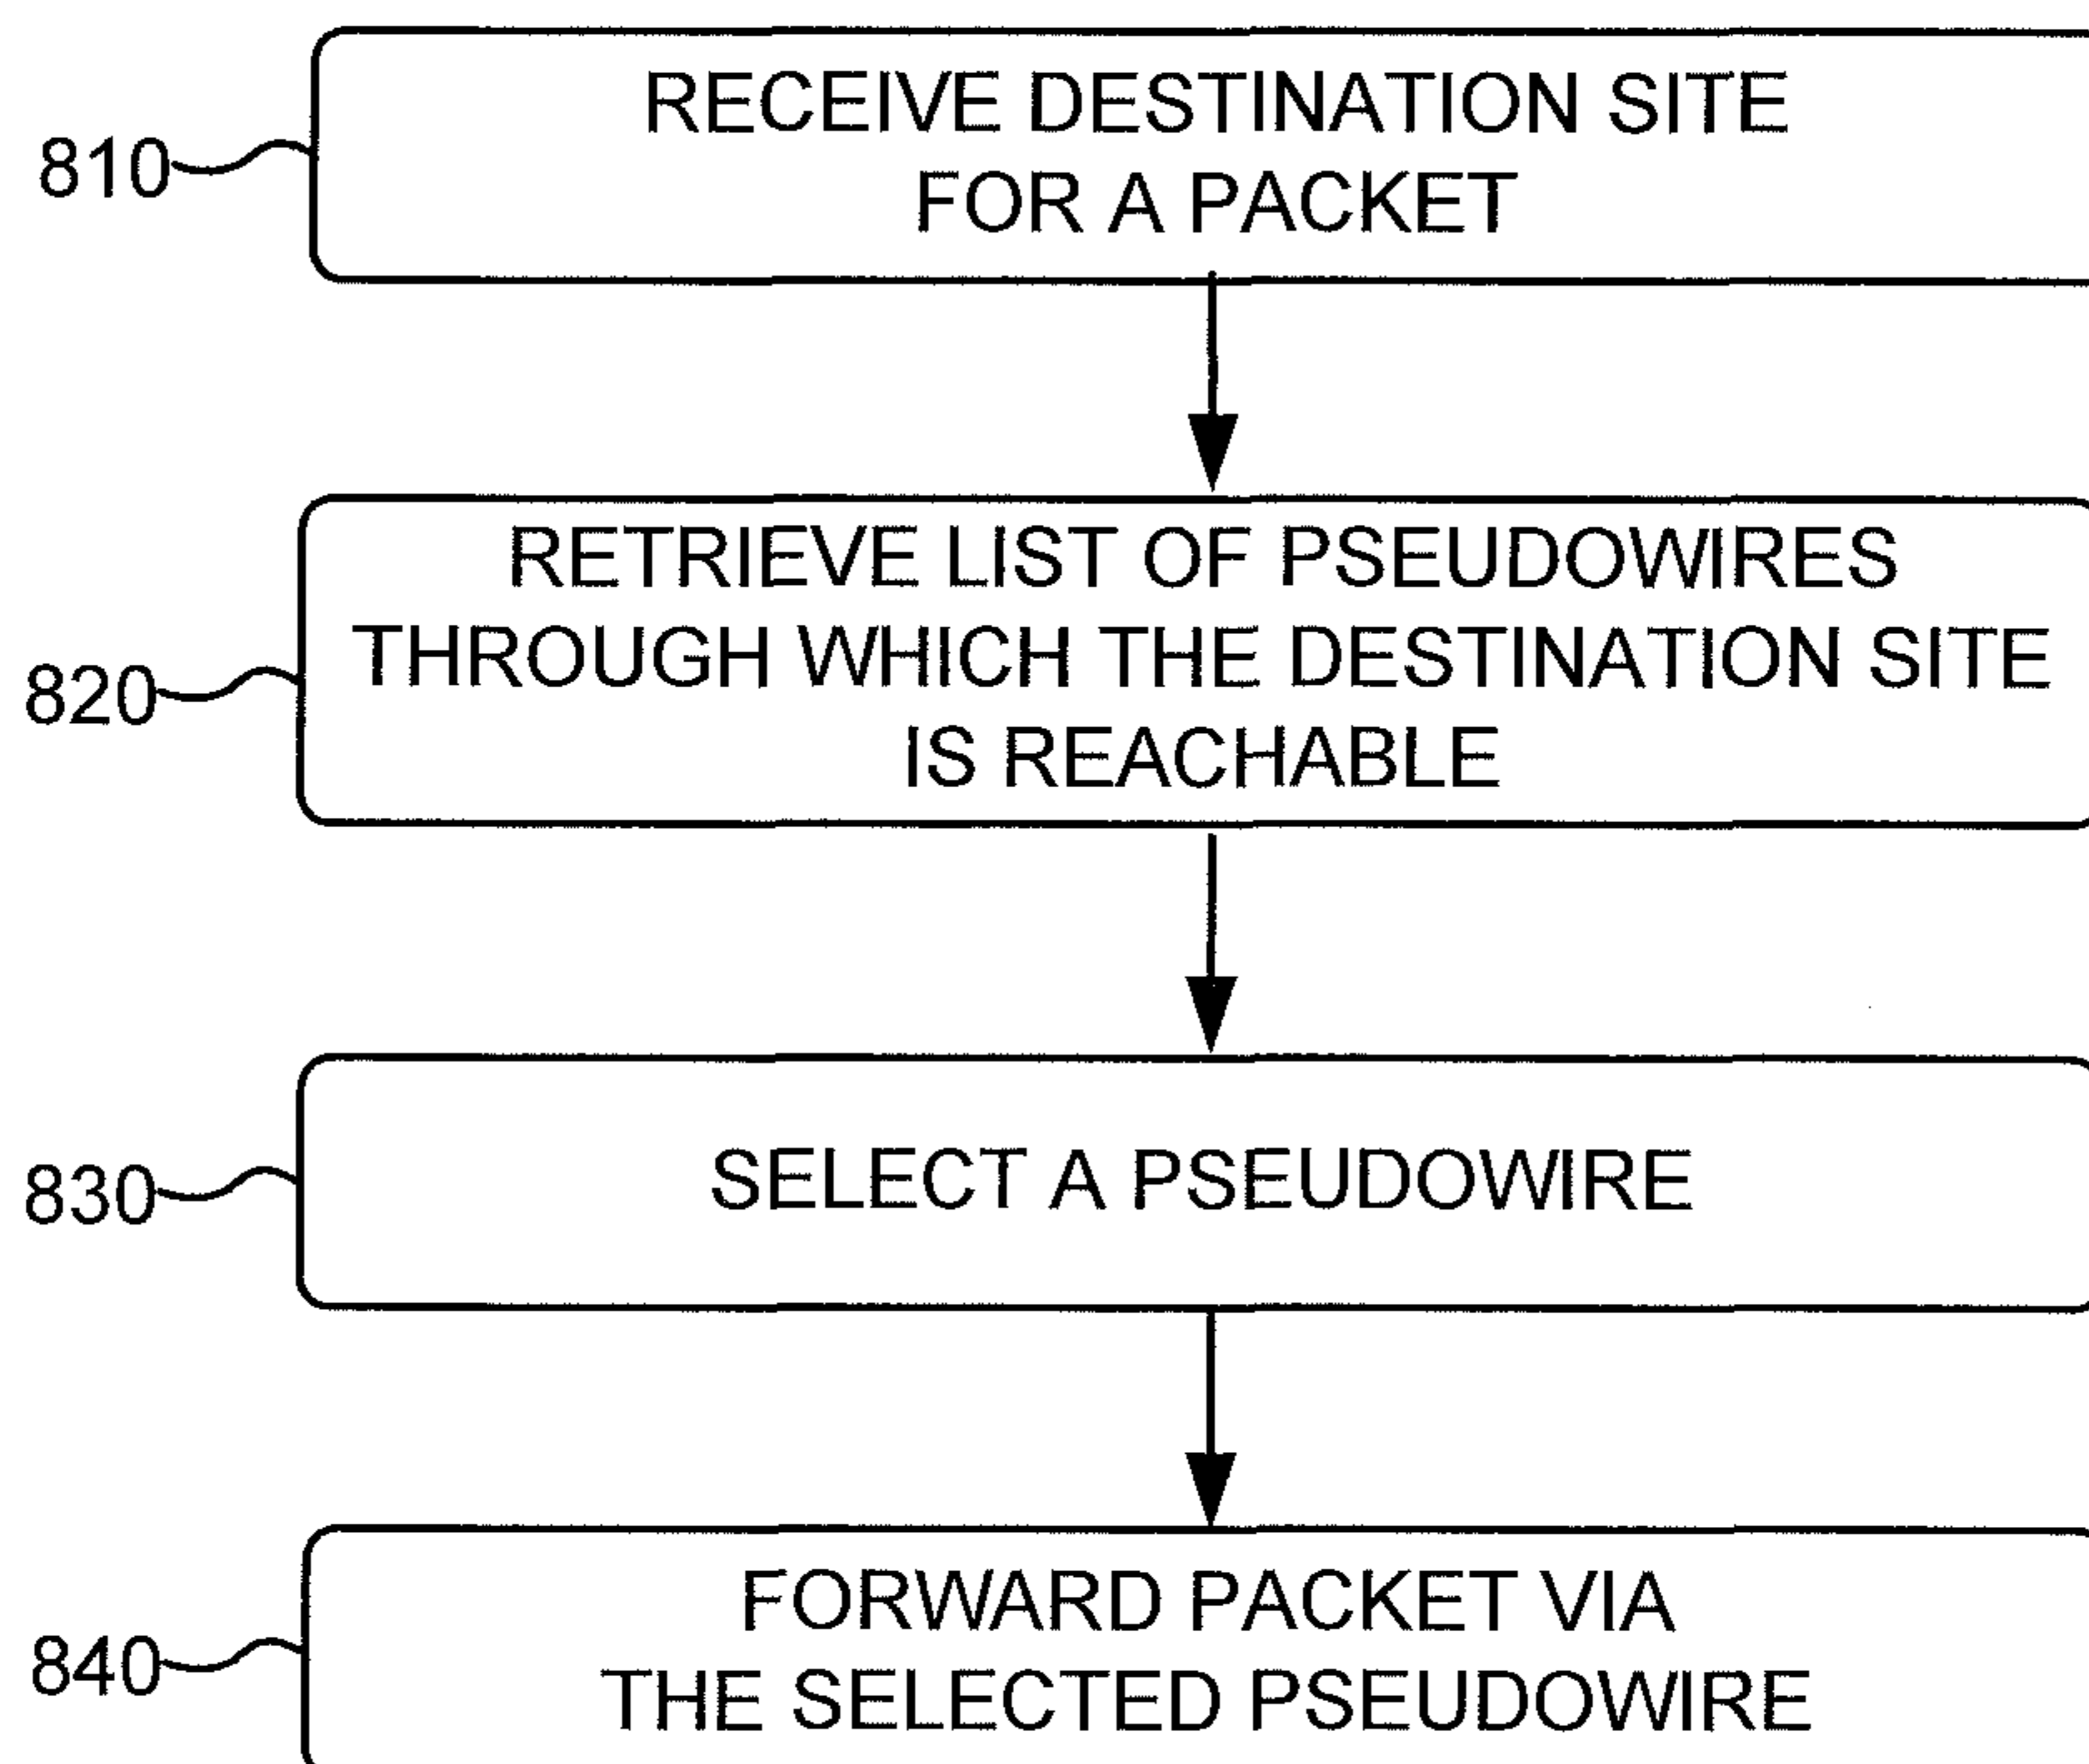 810
RECEIVE DESTINATION SITE
FOR A PACKET
820
RETRIEVE LIST OF PSEUDOWIRES
THROUGH WHICH THE DESTINATION SITE
IS REACHABLE
830
SELECT A PSEUDOWIRE
840
FORWARD PACKET VIA
THE SELECTED PSEUDOWIRE